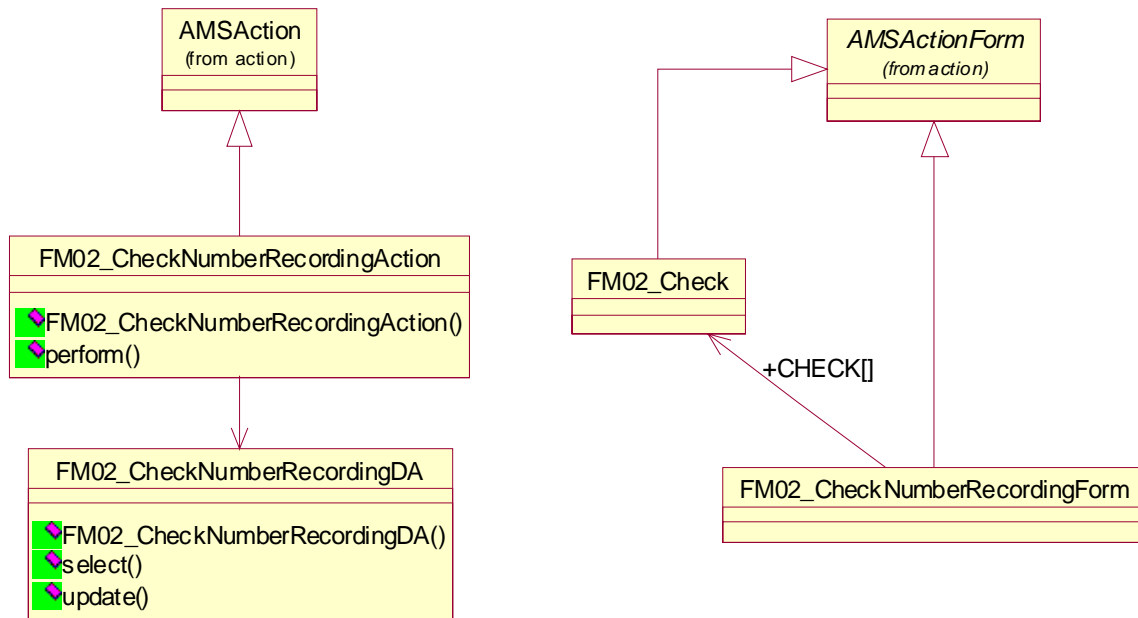 AMSAction
(from action)
FM02_CheckNumberRecordingAction
FM02_CheckNumberRecordingAction()
perform()
FM02_CheckNumberRecordingDA
FM02_CheckNumberRecordingDA()
select()
update()
AMSActionForm
(from action)
FM02_Check
+CHECK[]
FM02_CheckNumberRecordingForm